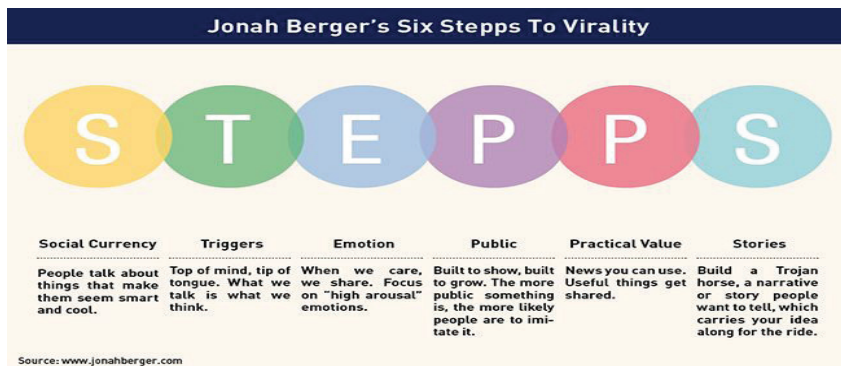 Jonah Berger's Six Stepps To Virality
S T E P P S
Social Currency
People talk about
things that make
them seem smart
and cool.
Triggers
Top of mind, tip of
tongue. What we
talk is what we
think.
Emotion
When we care,
we share. Focus
on "high arousal"
emotions.
Public
Built to show, built
to grow. The more
public something
is, the more likely
people are to imi-
tate it.
Practical Value
News you can use.
Useful things get
shared.
Stories
Build a Trojan
horse, a narrative
or story people
want to tell, which
carries your idea
along for the ride.
Source: www.jonahberger.com